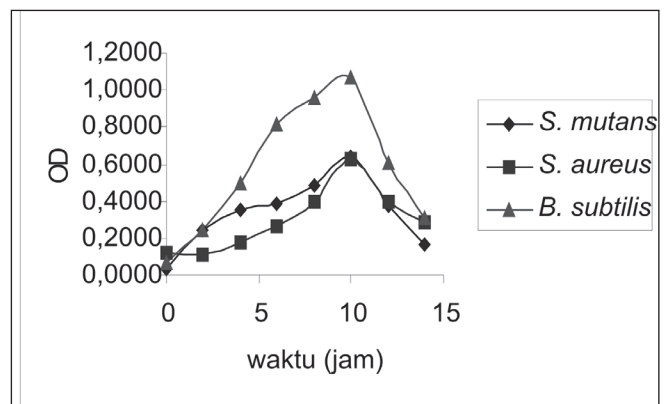 1,2000
1,0000
0,8000
0,6000
0,4000
0,2000
0,0000
OD
0 5 10 15
waktu (jam)
S. mutans
S. aureus
B. subtilis